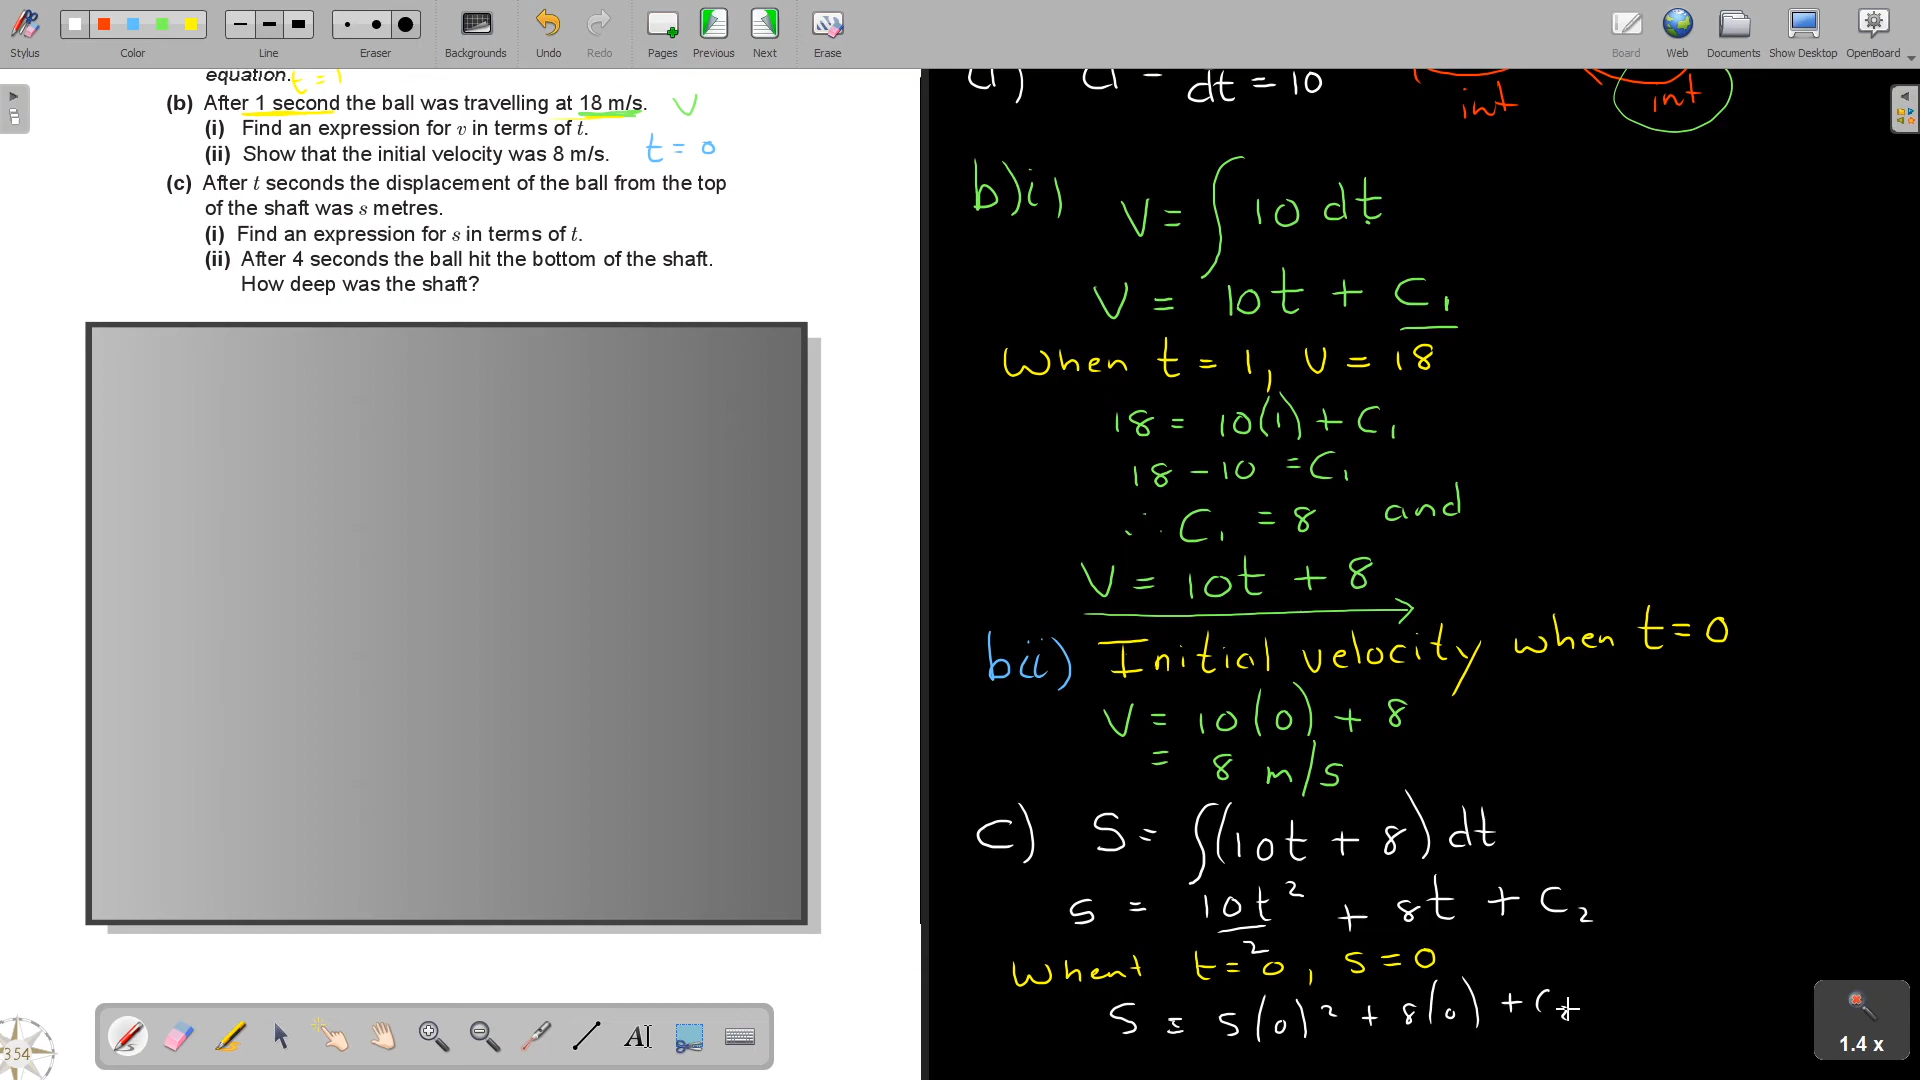 Stylus Color Line Eraser Backgrounds Undo Redo Pages Previous Next Erase Board Web Documents Show Desktop OpenBoard
equation. t = 1
(b) After 1 second the ball was travelling at 18 m/s. V
(i) Find an expression for v in terms of t.
(ii) Show that the initial velocity was 8 m/s. t = 0
(c) After t seconds the displacement of the ball from the top
of the shaft was s metres.
(i) Find an expression for s in terms of t.
(ii) After 4 seconds the ball hit the bottom of the shaft.
How deep was the shaft?
dt = 10 int int
b)i) V = ∫ 10 dt
V = 10t + C₁
When t = 1, V = 18
18 = 10(1) + C₁
18 - 10 = C₁
∴ C₁ = 8 and
V = 10t + 8
bii) Initial velocity when t = 0
V = 10(0) + 8
= 8 m/s
C) S = ∫(10t + 8) dt
s = 10t²/2 + 8t + C₂
When t = 0, s = 0
S = 5(0)² + 8(0) + C
354
1.4 x